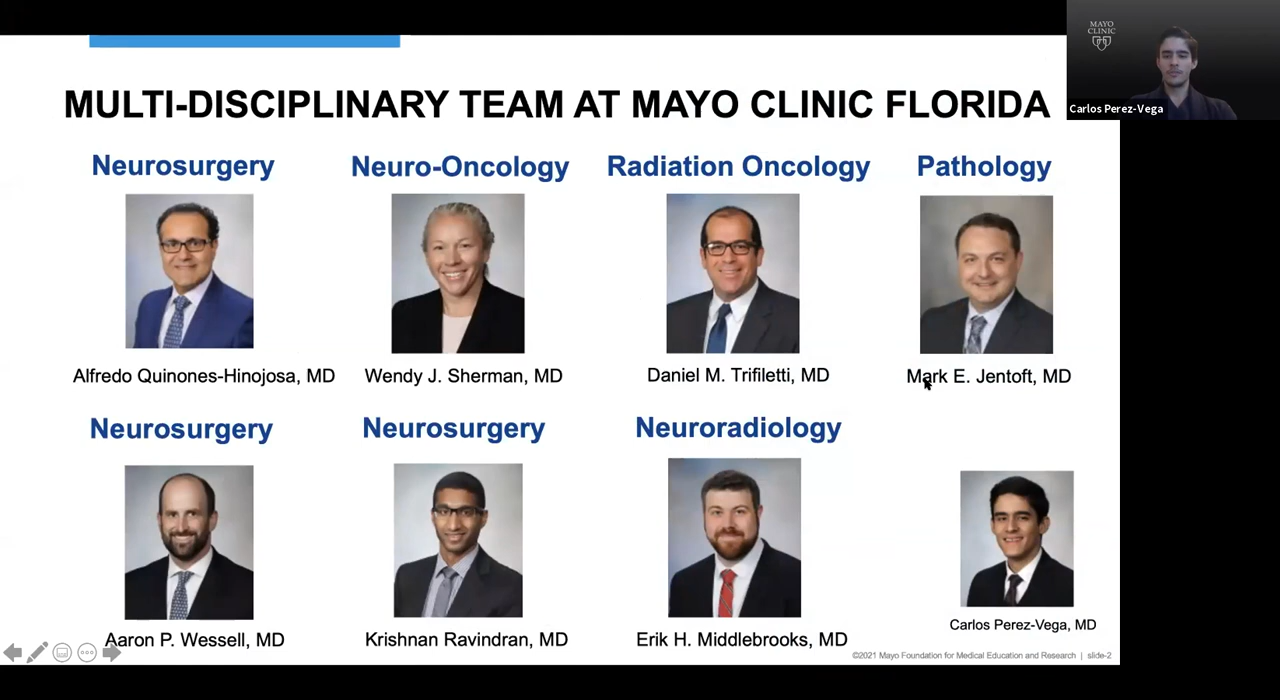 MAYO
CLINIC
Carlos Perez-Vega
MULTI-DISCIPLINARY TEAM AT MAYO CLINIC FLORIDA
Neurosurgery
Neuro-Oncology
Radiation Oncology
Pathology
Alfredo Quinones-Hinojosa, MD
Wendy J. Sherman, MD
Daniel M. Trifiletti, MD
Mark E. Jentoft, MD
Neurosurgery
Neurosurgery
Neuroradiology
Aaron P. Wessell, MD
Krishnan Ravindran, MD
Erik H. Middlebrooks, MD
Carlos Perez-Vega, MD
©2021 Mayo Foundation for Medical Education and Research | slide-2